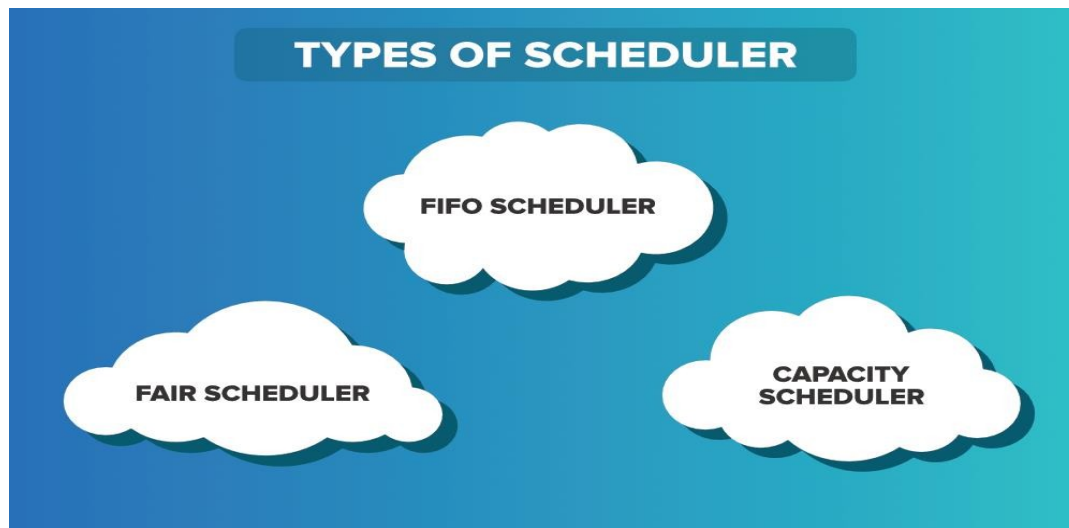 TYPES OF SCHEDULER
FIFO SCHEDULER
FAIR SCHEDULER
CAPACITY
SCHEDULER